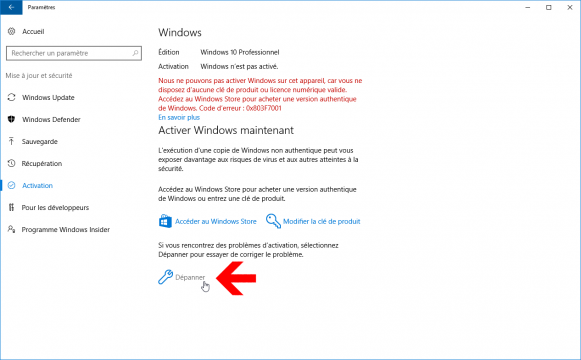 Paramètres
Accueil
Rechercher un paramètre
Mise à jour et sécurité
Windows Update
Windows Defender
Sauvegarde
Récupération
Activation
Pour les développeurs
Programme Windows Insider
Windows
Édition Windows 10 Professionnel
Activation Windows n'est pas activé.
Nous ne pouvons pas activer Windows sur cet appareil, car vous ne
disposez d'aucune clé de produit ou licence numérique valide.
Accédez au Windows Store pour acheter une version authentique
de Windows. Code d'erreur : 0x803F7001
En savoir plus
Activer Windows maintenant
L'exécution d'une copie de Windows non authentique peut vous
exposer davantage aux risques de virus et aux autres atteintes à la
sécurité.
Accédez au Windows Store pour acheter une version authentique
de Windows ou entrez une clé de produit.
Accéder au Windows Store Modifier la clé de produit
Si vous rencontrez des problèmes d'activation, sélectionnez
Dépanner pour essayer de corriger le problème.
Dépanner